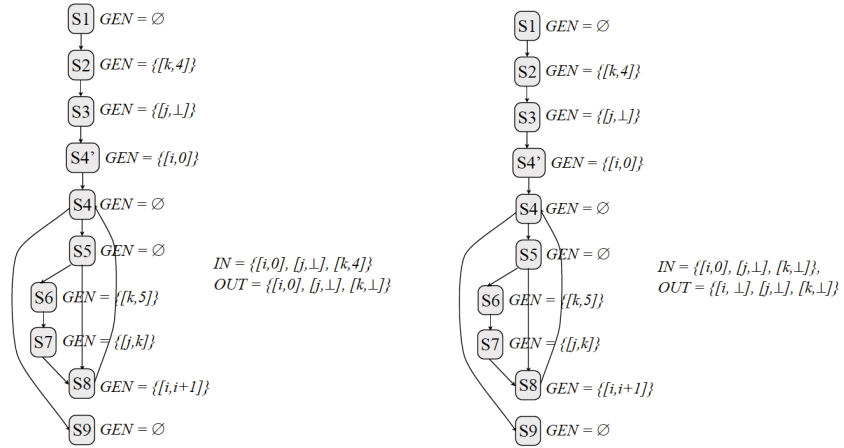 S1 GEN = ∅
S2 GEN = {[k,4]}
S3 GEN = {[j,⊥]}
S4’ GEN = {[i,0]}
S4 GEN = ∅
S5 GEN = ∅
IN = {[i,0], [j,⊥], [k,4]}
OUT = {[i,0], [j,⊥], [k,⊥]}
S6 GEN = {[k,5]}
S7 GEN = {[j,k]}
S8 GEN = {[i,i+1]}
S9 GEN = ∅
S1 GEN = ∅
S2 GEN = {[k,4]}
S3 GEN = {[j,⊥]}
S4’ GEN = {[i,0]}
S4 GEN = ∅
S5 GEN = ∅
IN = {[i,0], [j,⊥], [k,⊥]},
OUT = {[i, ⊥], [j,⊥], [k,⊥]}
S6 GEN = {[k,5]}
S7 GEN = {[j,k]}
S8 GEN = {[i,i+1]}
S9 GEN = ∅